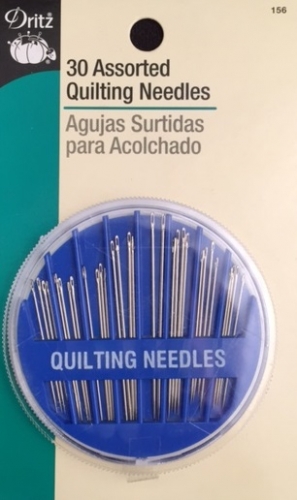 Dritz
156
30 Assorted
Quilting Needles
Agujas Surtidas
para Acolchado
QUILTING NEEDLES